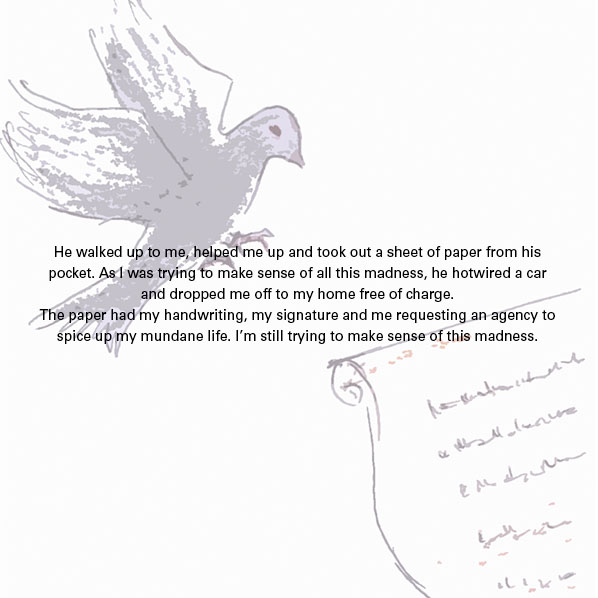 He walked up to me, helped me up and took out a sheet of paper from his
pocket. As I was trying to make sense of all this madness, he hotwired a car
and dropped me off to my home free of charge.
The paper had my handwriting, my signature and me requesting an agency to
spice up my mundane life. I'm still trying to make sense of this madness.